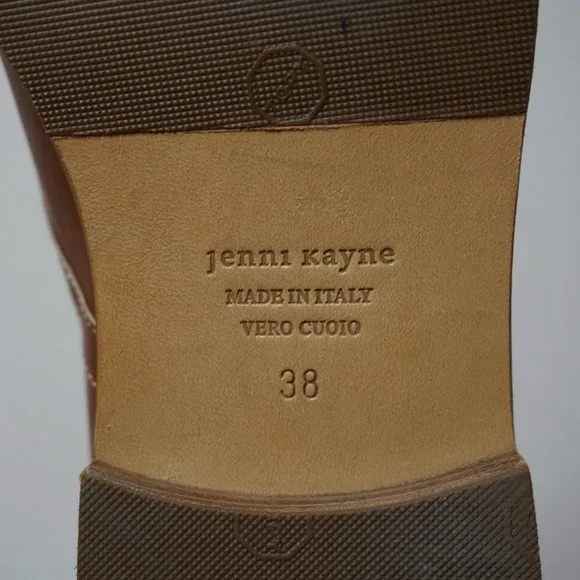 Jenni Kayne
MADE IN ITALY
VERO CUOIO
38